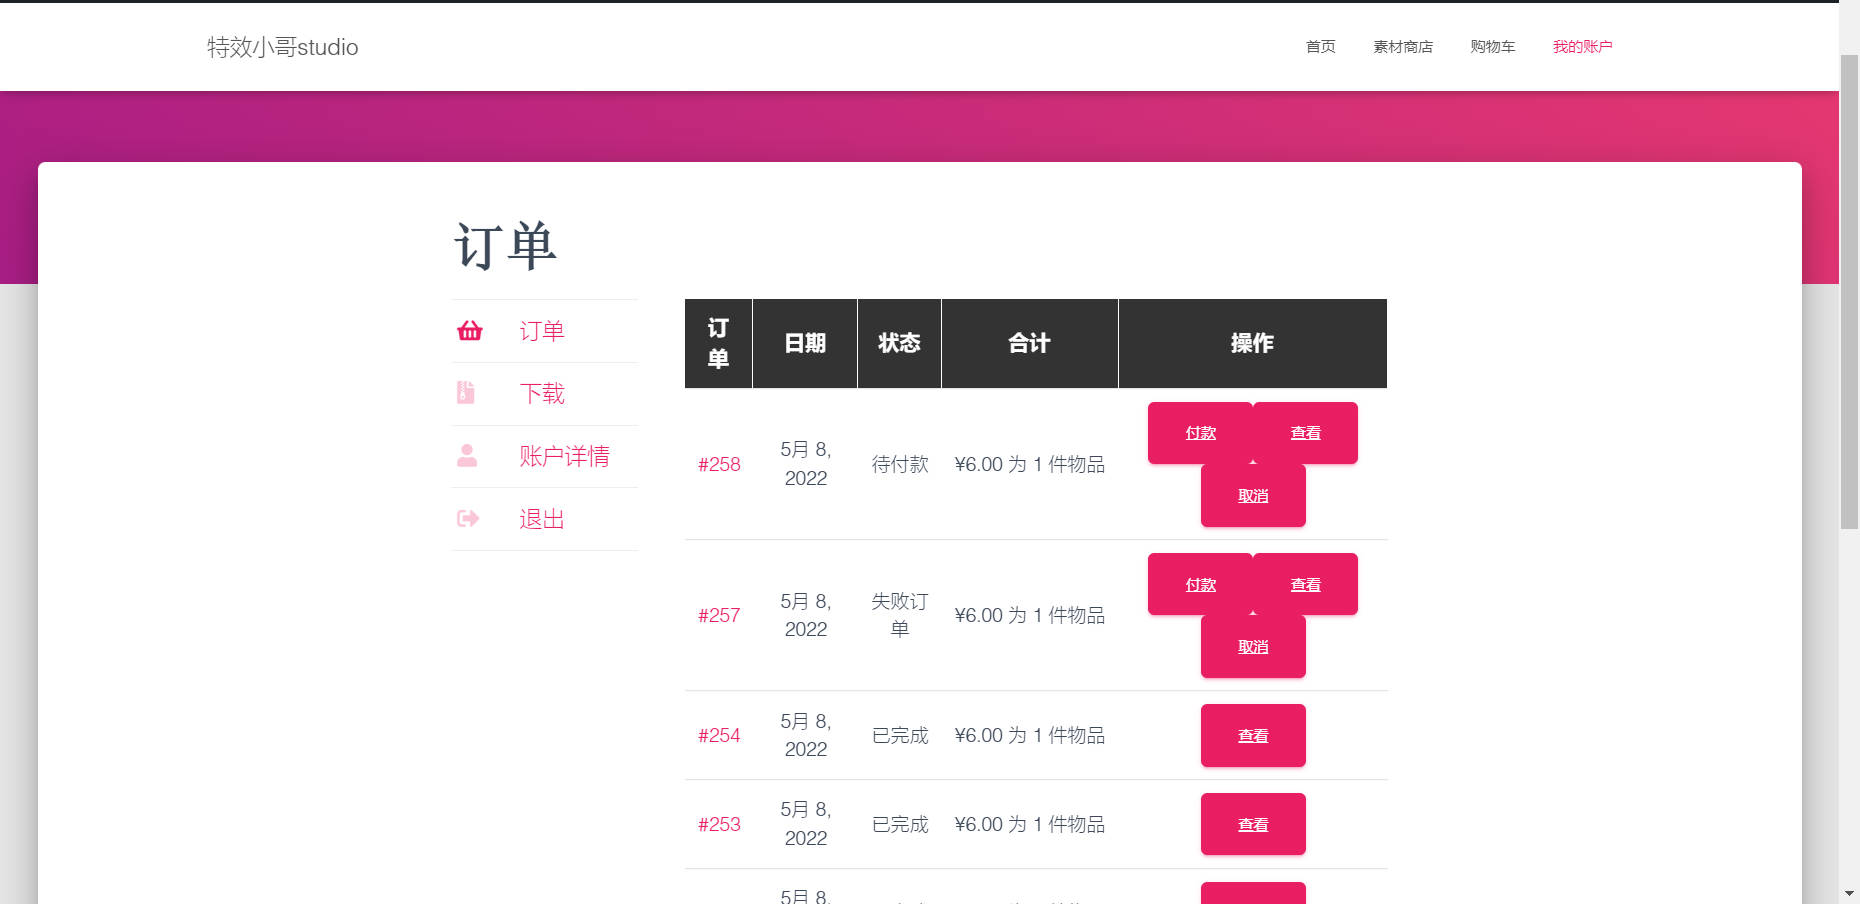 特效小哥studio
首页 素材商店 购物车 我的账户
订单
订单
下载
账户详情
退出
订单 日期 状态 合计 操作
#258 5月 8, 2022 待付款 ¥6.00 为 1 件物品 付款 查看 取消
#257 5月 8, 2022 失败订单 ¥6.00 为 1 件物品 付款 查看 取消
#254 5月 8, 2022 已完成 ¥6.00 为 1 件物品 查看
#253 5月 8, 2022 已完成 ¥6.00 为 1 件物品 查看
5月 8,